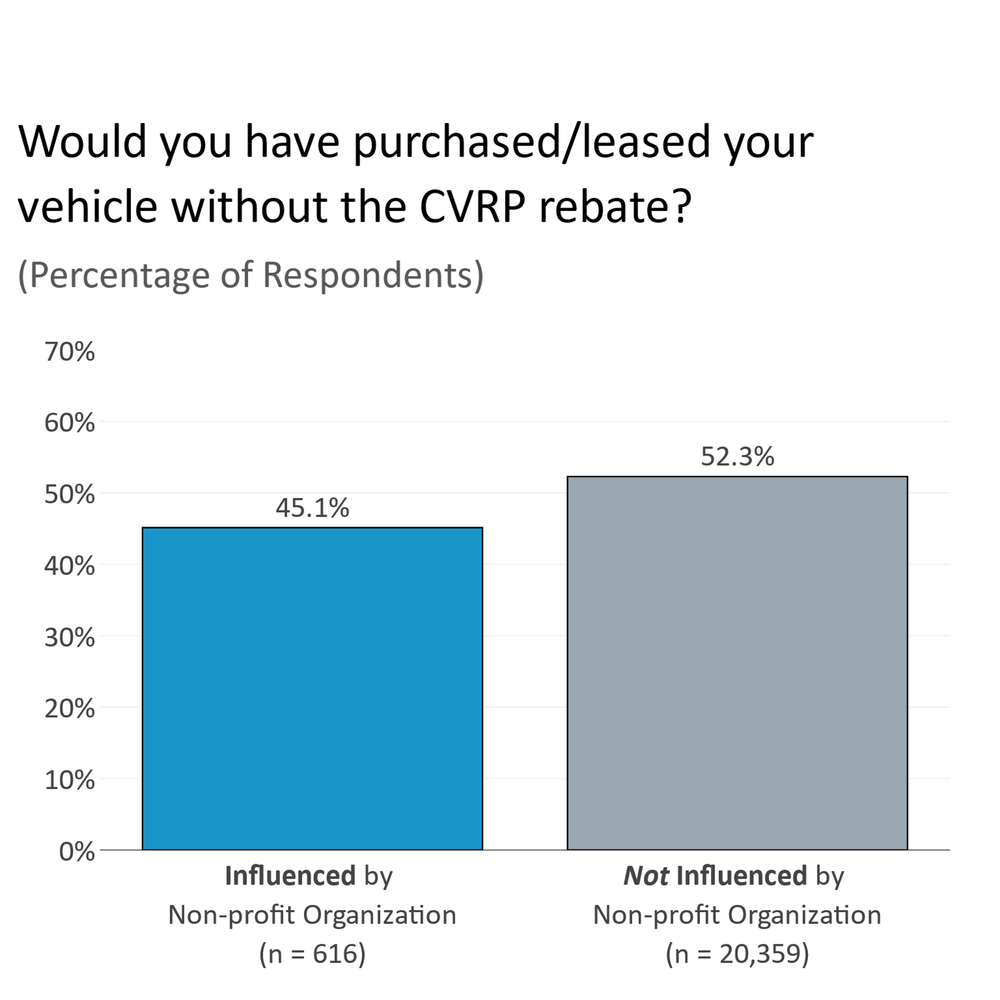 Would you have purchased/leased your
vehicle without the CVRP rebate?
(Percentage of Respondents)
70%
60%
52.3%
50%
45.1%
40%
30%
20%
10%
0%
Influenced by
Non-profit Organization
(n = 616)
Not Influenced by
Non-profit Organization
(n = 20,359)